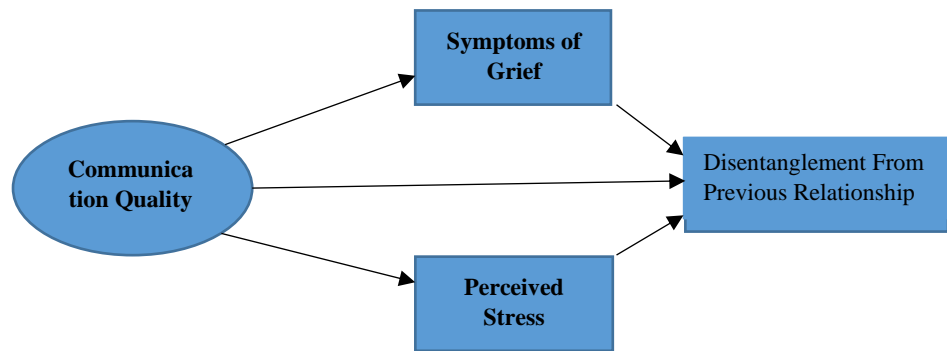 Symptoms of
Grief
Communica
tion Quality
Disentanglement From
Previous Relationship
Perceived
Stress